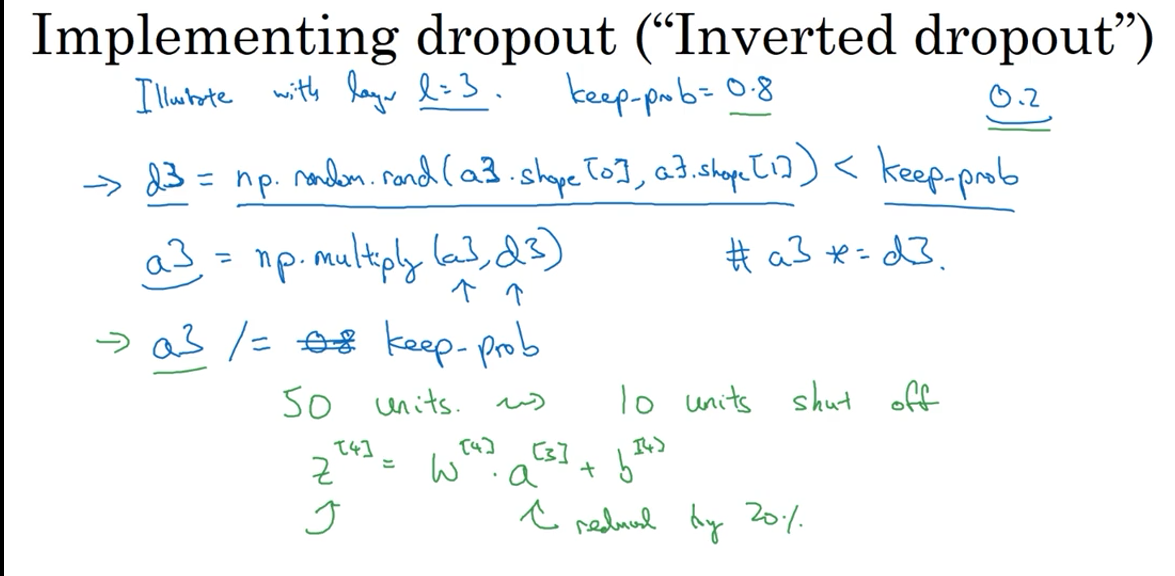 Implementing dropout (“Inverted dropout”)
Illustrate with layer l=3. keep-prob= 0.8 0.2
→ d3 = np.random.rand(a3.shape[0], a3.shape[1]) < keep-prob
a3 = np.multiply(a3, d3) # a3 *= d3.
↑ ↑
→ a3 /= 0.8 keep-prob
50 units. ⇝ 10 units shut off
z^[4] = W^[4] · a^[3] + b^[4]
reduced by 20%.